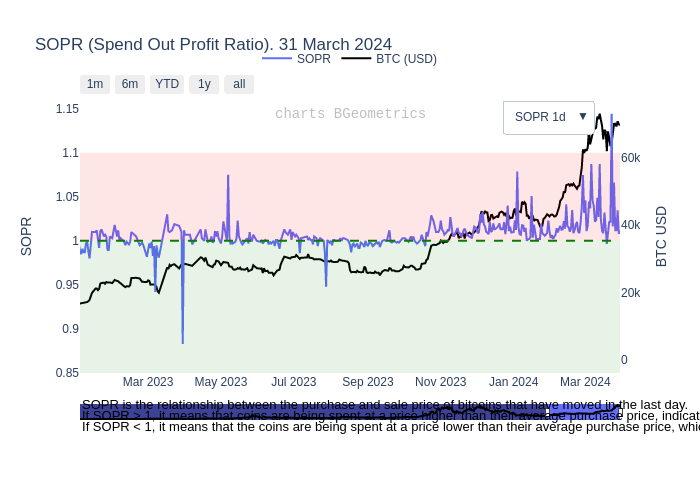 SOPR (Spend Out Profit Ratio). 31 March 2024
SOPR BTC (USD)
1m 6m YTD 1y all
charts BGeometrics
SOPR 1d ▼
1.15
1.1
1.05
1
0.95
0.9
0.85
SOPR
60k
40k
20k
0
BTC USD
Mar 2023 May 2023 Jul 2023 Sep 2023 Nov 2023 Jan 2024 Mar 2024
SOPR is the relationship between the purchase and sale price of bitcoins that have moved in the last day.
If SOPR > 1, it means that coins are being spent at a price higher than their average purchase price, indicat
If SOPR < 1, it means that the coins are being spent at a price lower than their average purchase price, whi